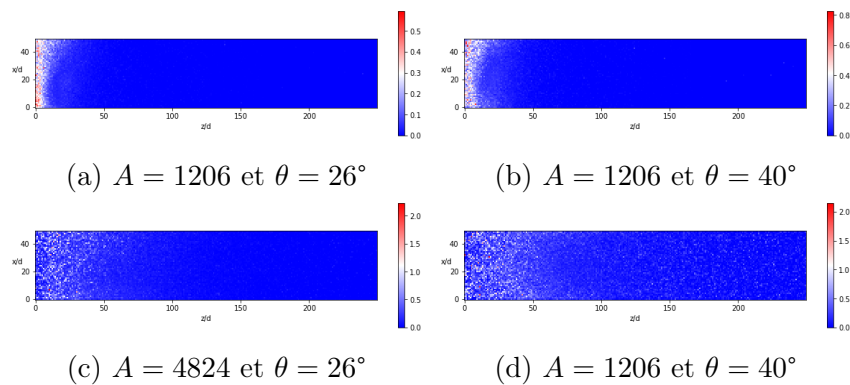 0.5
0.4
0.3
0.2
0.1
0.0
40
x/d
20
0
0 50 100 150 200
z/d
0.8
0.6
0.4
0.2
0.0
40
x/d
20
0
0 50 100 150 200
z/d
(a) A = 1206 et θ = 26°
(b) A = 1206 et θ = 40°
2.0
1.5
1.0
0.5
0.0
40
x/d
20
0
0 50 100 150 200
z/d
2.0
1.5
1.0
0.5
0.0
40
x/d
20
0
0 50 100 150 200
z/d
(c) A = 4824 et θ = 26°
(d) A = 1206 et θ = 40°